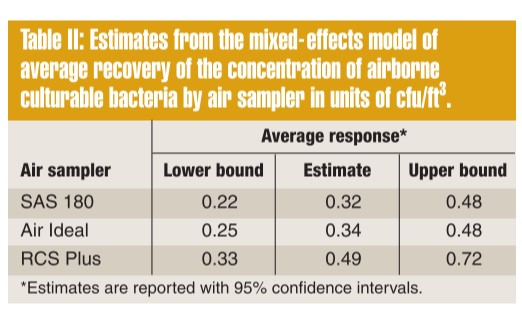 Table II: Estimates from the mixed-effects model of
average recovery of the concentration of airborne
culturable bacteria by air sampler in units of cfu/ft³.
Average response*
Air sampler Lower bound Estimate Upper bound
SAS 180 0.22 0.32 0.48
Air Ideal 0.25 0.34 0.48
RCS Plus 0.33 0.49 0.72
*Estimates are reported with 95% confidence intervals.